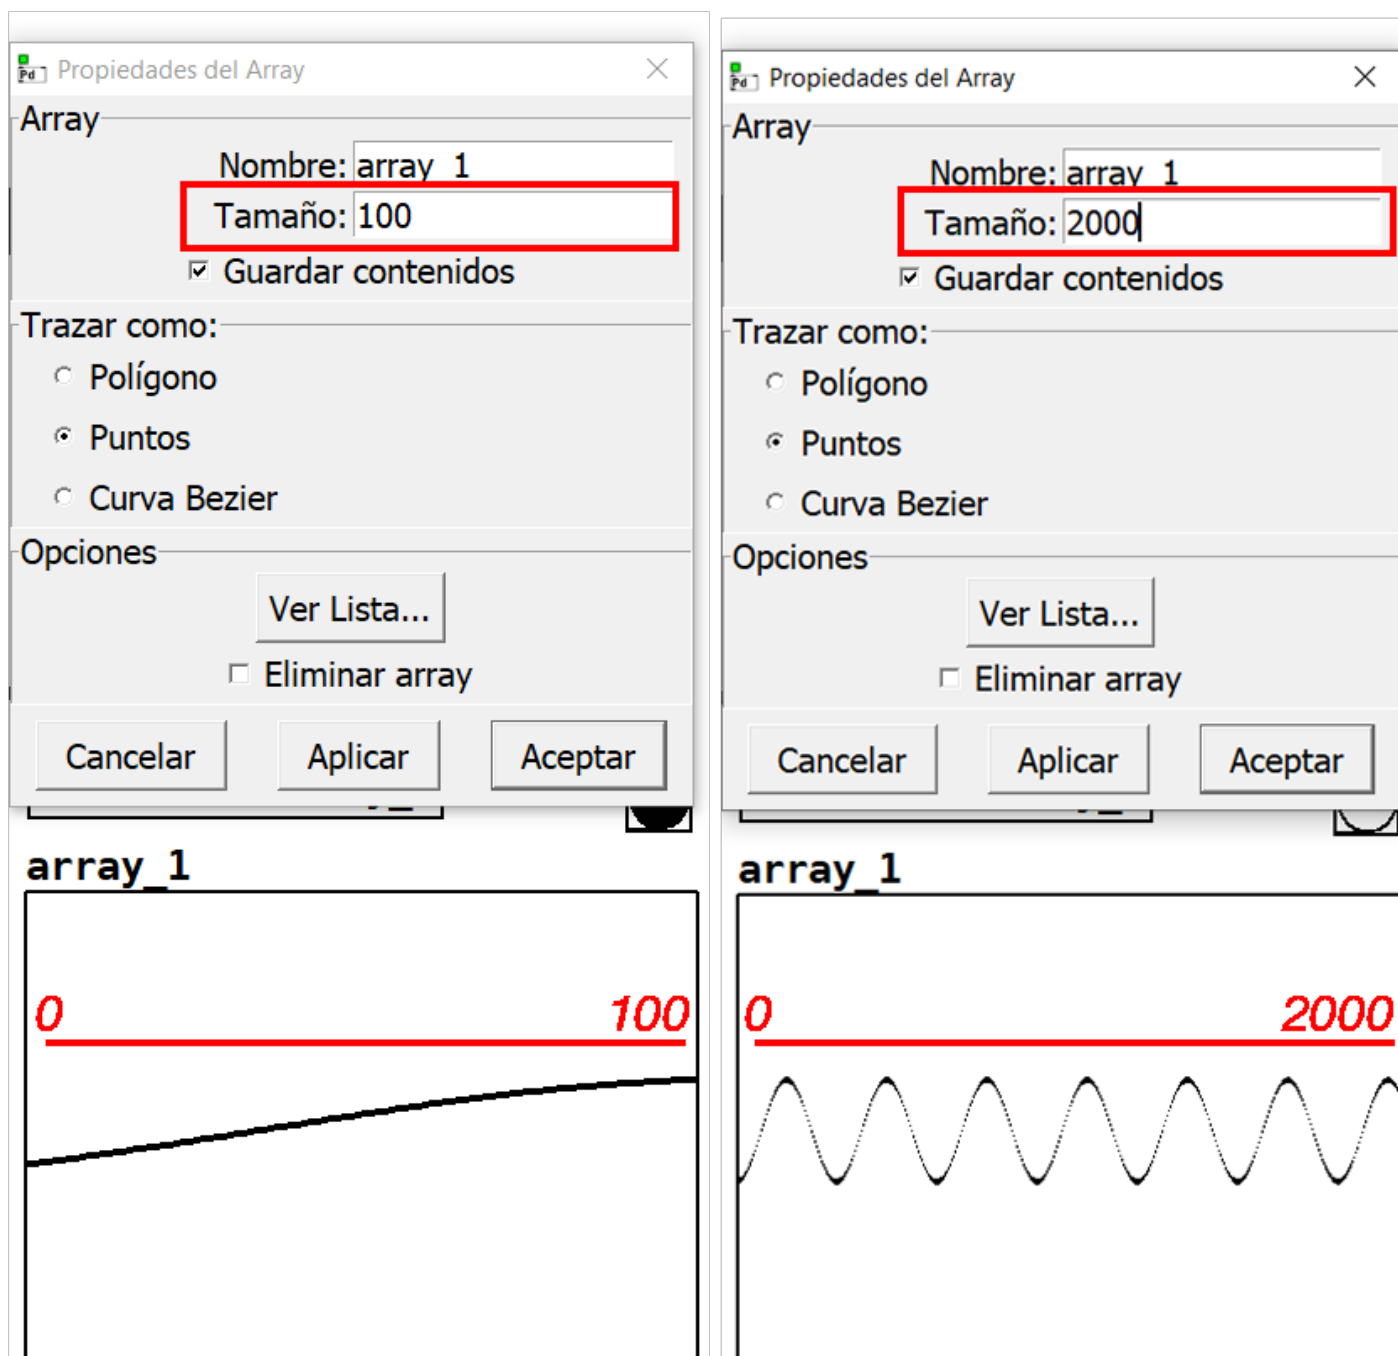 Pd Propiedades del Array
Array
Nombre: array_1
Tamaño: 100
Guardar contenidos
Trazar como:
Polígono
Puntos
Curva Bezier
Opciones
Ver Lista...
Eliminar array
Cancelar Aplicar Aceptar
array_1
0 100
Pd Propiedades del Array
Array
Nombre: array_1
Tamaño: 2000
Guardar contenidos
Trazar como:
Polígono
Puntos
Curva Bezier
Opciones
Ver Lista...
Eliminar array
Cancelar Aplicar Aceptar
array_1
0 2000